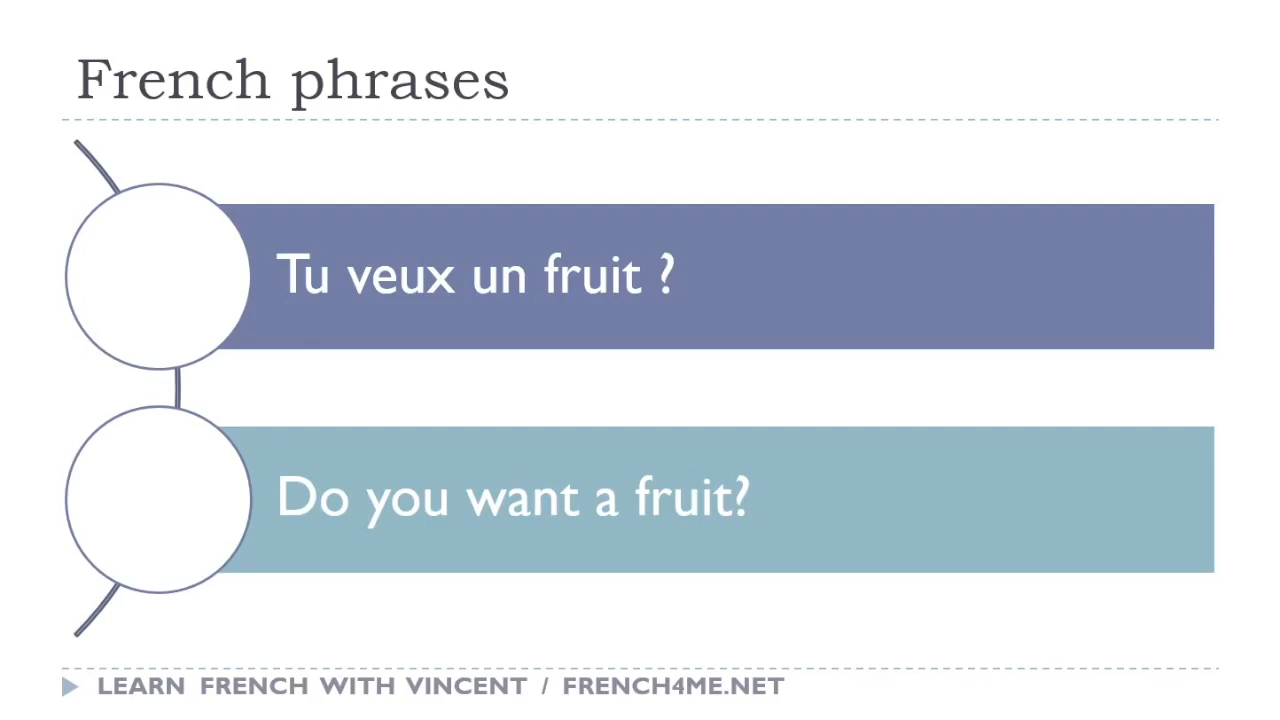 French phrases
Tu veux un fruit ?
Do you want a fruit?
LEARN FRENCH WITH VINCENT / FRENCH4ME.NET